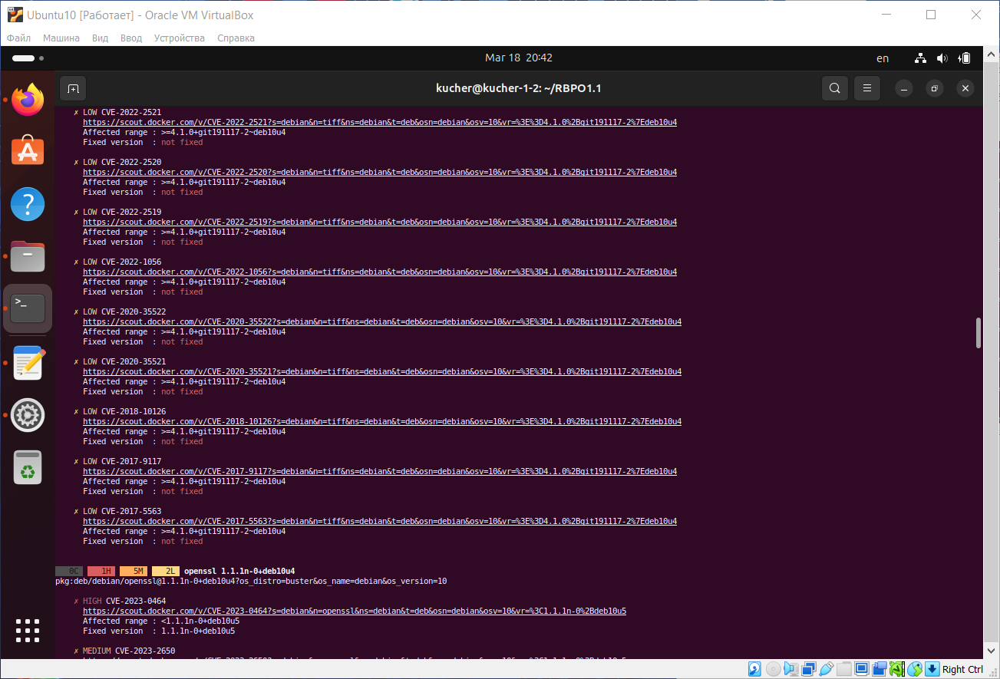 Ubuntu10 [Работает] - Oracle VM VirtualBox
Файл Машина Вид Ввод Устройства Справка
Mar 18 20:42
en
kucher@kucher-1-2: ~/RBPO1.1
✗ LOW CVE-2022-2521
https://scout.docker.com/v/CVE-2022-2521?s=debian&n=tiff&ns=debian&t=deb&osn=debian&osv=10&vr=%3E%3D4.1.0%2Bgit191117-2%7Edeb10u4
Affected range : >=4.1.0+git191117-2~deb10u4
Fixed version : not fixed
✗ LOW CVE-2022-2520
https://scout.docker.com/v/CVE-2022-2520?s=debian&n=tiff&ns=debian&t=deb&osn=debian&osv=10&vr=%3E%3D4.1.0%2Bgit191117-2%7Edeb10u4
Affected range : >=4.1.0+git191117-2~deb10u4
Fixed version : not fixed
✗ LOW CVE-2022-2519
https://scout.docker.com/v/CVE-2022-2519?s=debian&n=tiff&ns=debian&t=deb&osn=debian&osv=10&vr=%3E%3D4.1.0%2Bgit191117-2%7Edeb10u4
Affected range : >=4.1.0+git191117-2~deb10u4
Fixed version : not fixed
✗ LOW CVE-2022-1056
https://scout.docker.com/v/CVE-2022-1056?s=debian&n=tiff&ns=debian&t=deb&osn=debian&osv=10&vr=%3E%3D4.1.0%2Bgit191117-2%7Edeb10u4
Affected range : >=4.1.0+git191117-2~deb10u4
Fixed version : not fixed
✗ LOW CVE-2020-35522
https://scout.docker.com/v/CVE-2020-35522?s=debian&n=tiff&ns=debian&t=deb&osn=debian&osv=10&vr=%3E%3D4.1.0%2Bgit191117-2%7Edeb10u4
Affected range : >=4.1.0+git191117-2~deb10u4
Fixed version : not fixed
✗ LOW CVE-2020-35521
https://scout.docker.com/v/CVE-2020-35521?s=debian&n=tiff&ns=debian&t=deb&osn=debian&osv=10&vr=%3E%3D4.1.0%2Bgit191117-2%7Edeb10u4
Affected range : >=4.1.0+git191117-2~deb10u4
Fixed version : not fixed
✗ LOW CVE-2018-10126
https://scout.docker.com/v/CVE-2018-10126?s=debian&n=tiff&ns=debian&t=deb&osn=debian&osv=10&vr=%3E%3D4.1.0%2Bgit191117-2%7Edeb10u4
Affected range : >=4.1.0+git191117-2~deb10u4
Fixed version : not fixed
✗ LOW CVE-2017-9117
https://scout.docker.com/v/CVE-2017-9117?s=debian&n=tiff&ns=debian&t=deb&osn=debian&osv=10&vr=%3E%3D4.1.0%2Bgit191117-2%7Edeb10u4
Affected range : >=4.1.0+git191117-2~deb10u4
Fixed version : not fixed
✗ LOW CVE-2017-5563
https://scout.docker.com/v/CVE-2017-5563?s=debian&n=tiff&ns=debian&t=deb&osn=debian&osv=10&vr=%3E%3D4.1.0%2Bgit191117-2%7Edeb10u4
Affected range : >=4.1.0+git191117-2~deb10u4
Fixed version : not fixed
0C 1H 5M 2L openssl 1.1.1n-0+deb10u4
pkg:deb/debian/openssl@1.1.1n-0+deb10u4?os_distro=buster&os_name=debian&os_version=10
✗ HIGH CVE-2023-0464
https://scout.docker.com/v/CVE-2023-0464?s=debian&n=openssl&ns=debian&t=deb&osn=debian&osv=10&vr=%3C1.1.1n-0%2Bdeb10u5
Affected range : <1.1.1n-0+deb10u5
Fixed version : 1.1.1n-0+deb10u5
✗ MEDIUM CVE-2023-2650
Right Ctrl